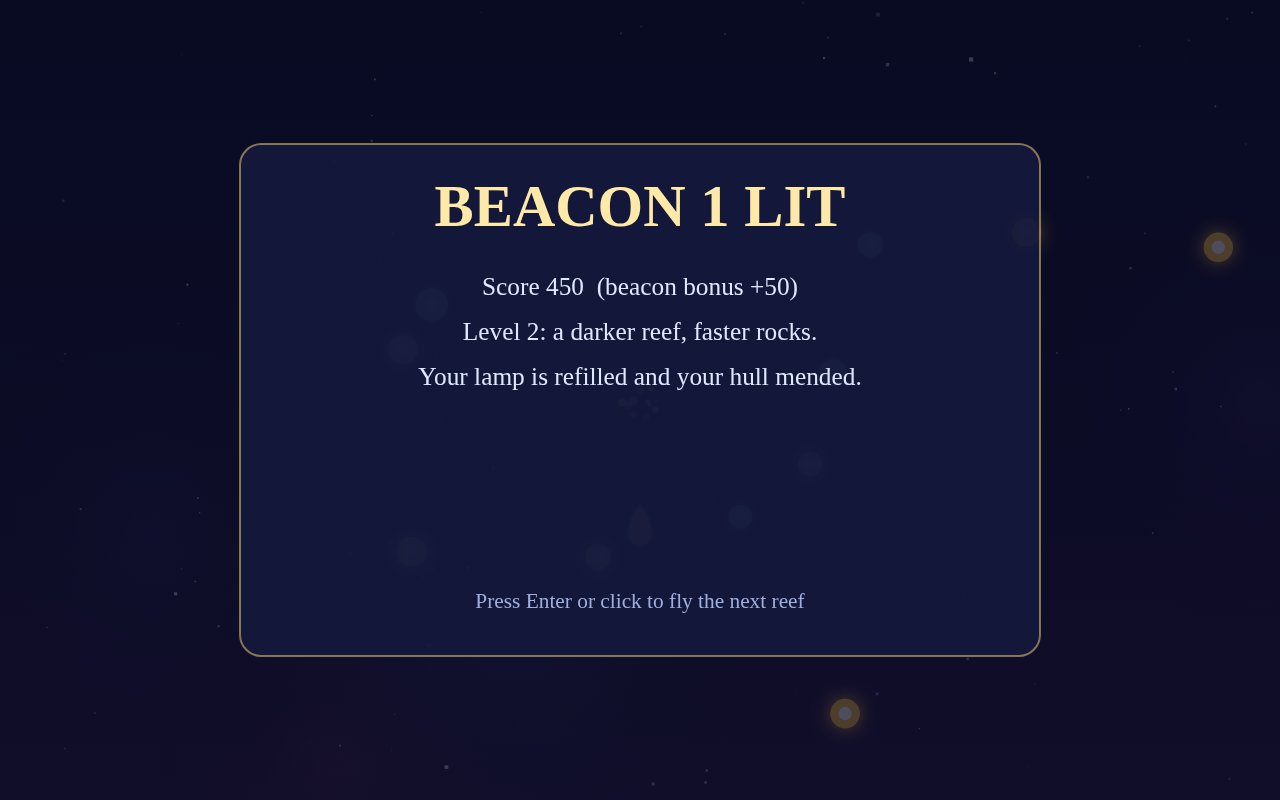 BEACON 1 LIT
Score 450  (beacon bonus +50)
Level 2: a darker reef, faster rocks.
Your lamp is refilled and your hull mended.
Press Enter or click to fly the next reef